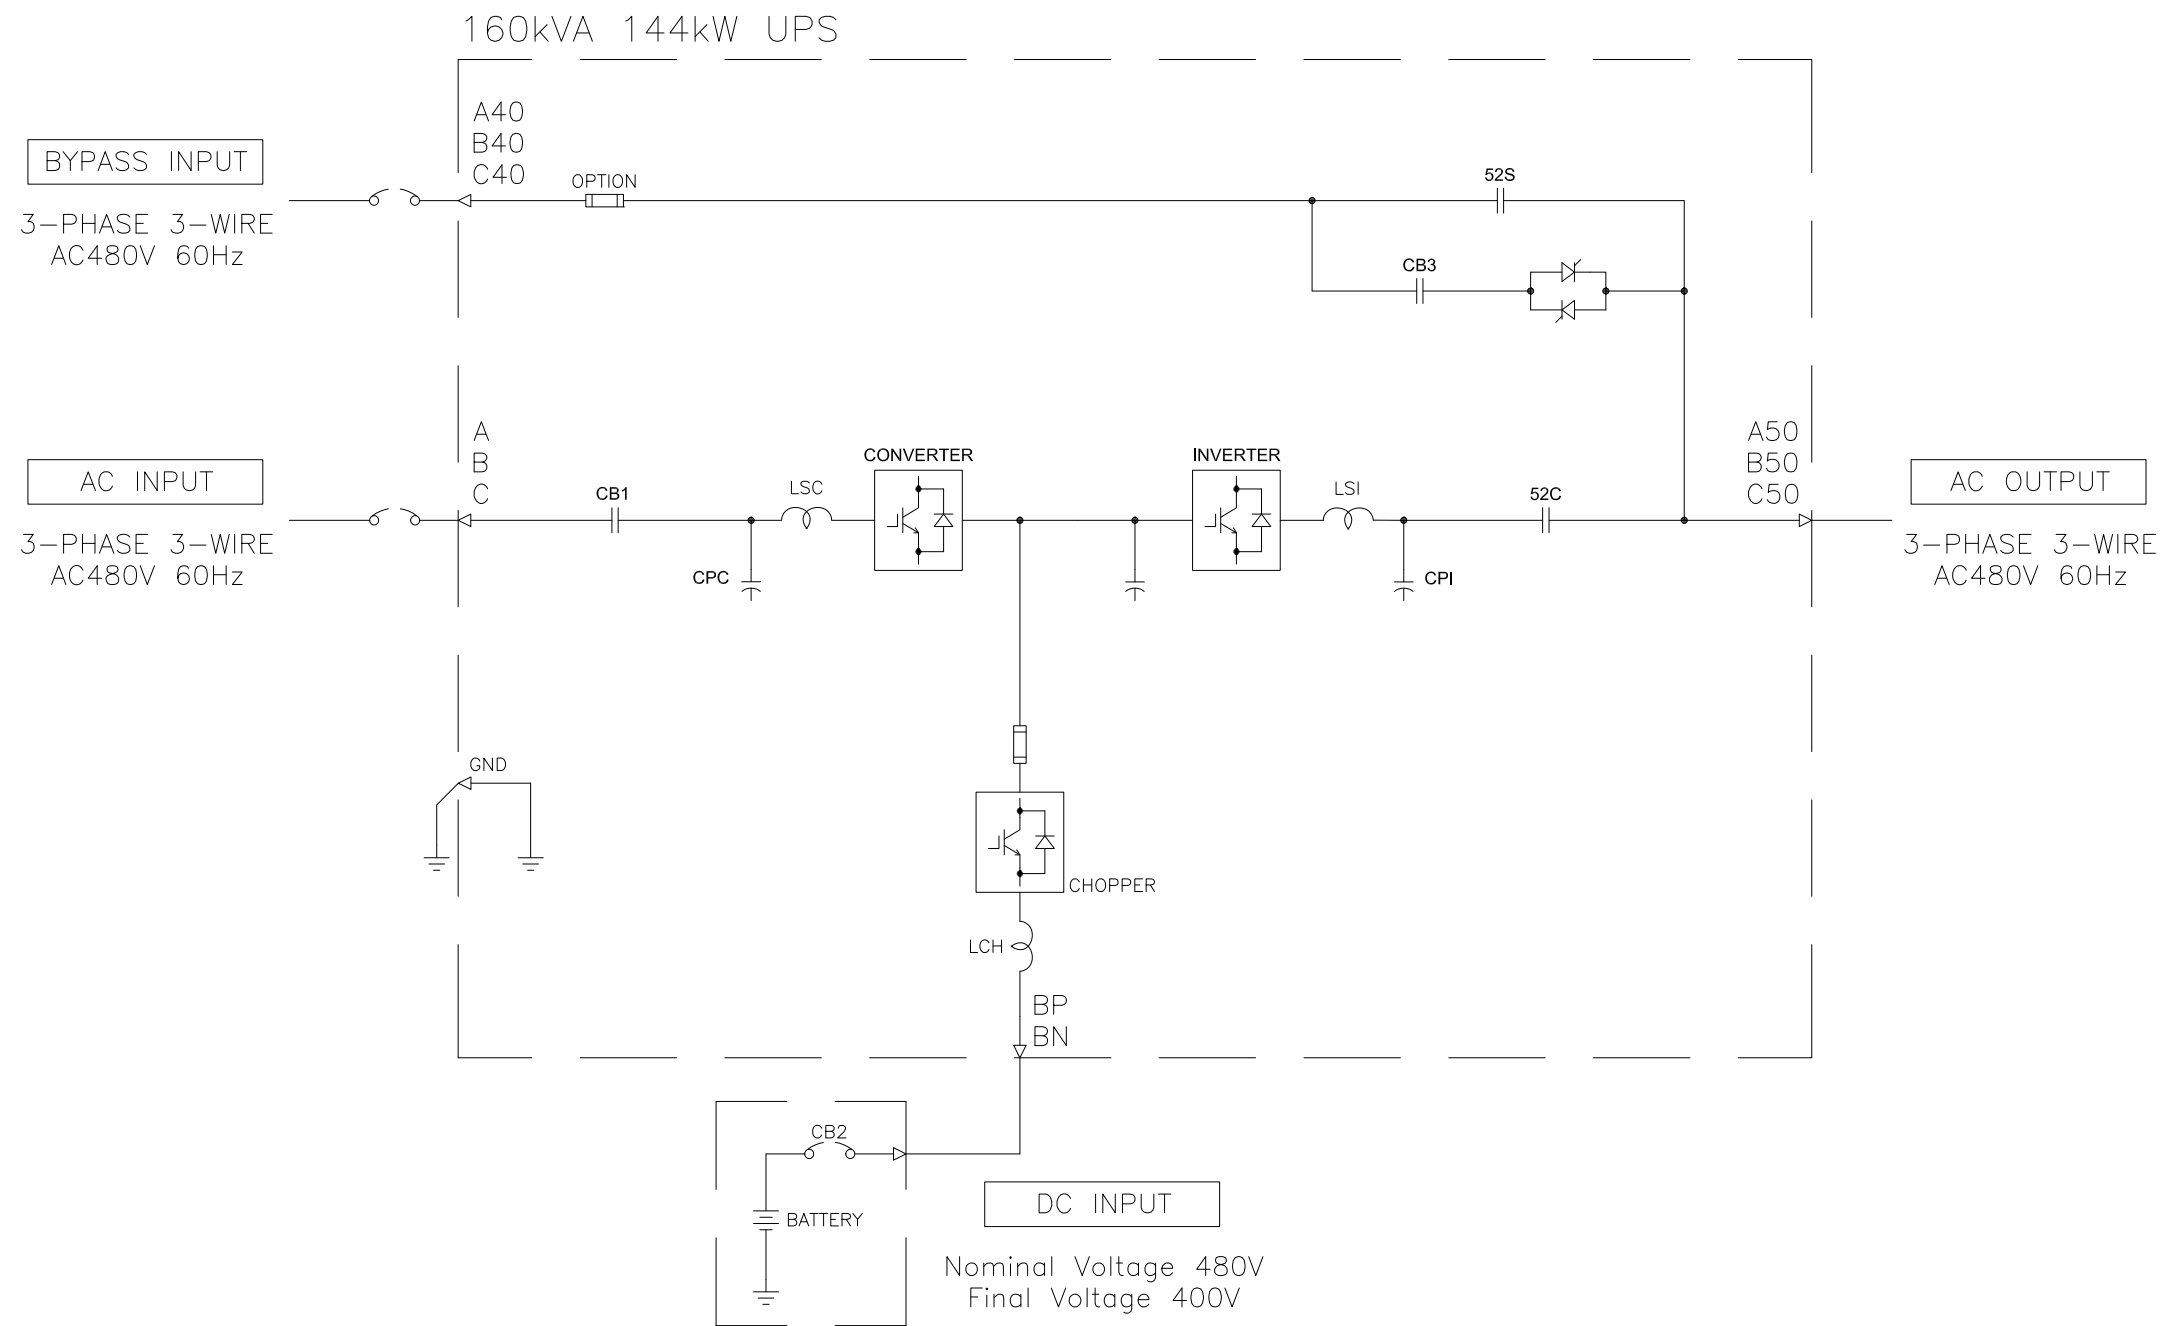 160kVA 144kW UPS
A40
B40
C40
BYPASS INPUT
3-PHASE 3-WIRE
AC480V 60Hz
OPTION
52S
CB3
A
B
C
AC INPUT
3-PHASE 3-WIRE
AC480V 60Hz
CB1
LSC
CONVERTER
CPC
INVERTER
LSI
CPI
52C
A50
B50
C50
AC OUTPUT
3-PHASE 3-WIRE
AC480V 60Hz
GND
CHOPPER
LCH
BP
BN
CB2
BATTERY
DC INPUT
Nominal Voltage 480V
Final Voltage 400V